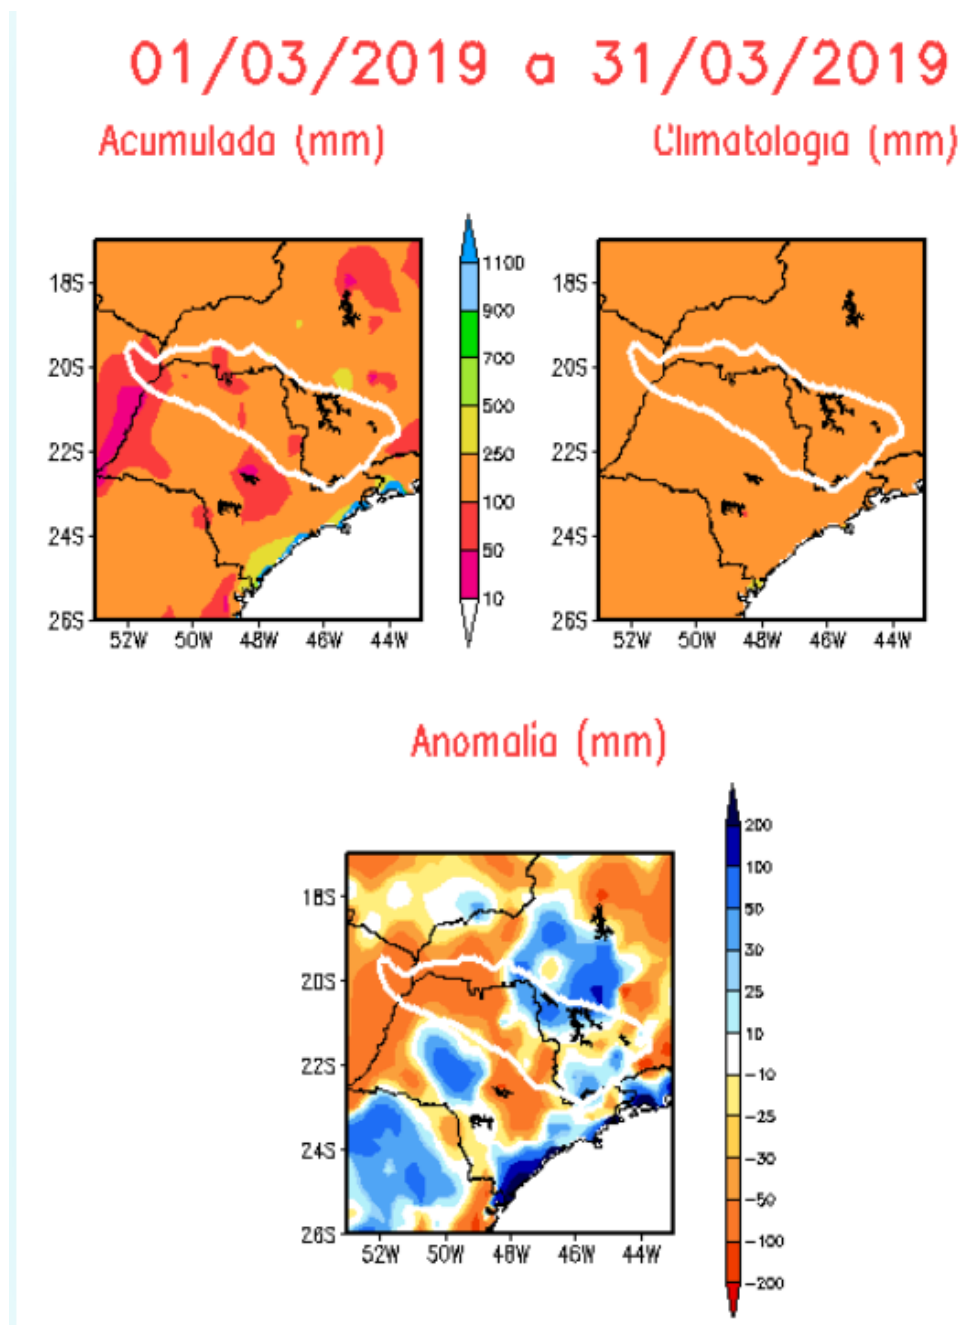 01/03/2019 a 31/03/2019
Acumulada (mm)
Climatologia (mm)
18S
20S
22S
24S
26S
52W 50W 48W 46W 44W
1100
900
700
500
250
100
50
10
18S
20S
22S
24S
26S
52W 50W 48W 46W 44W
Anomalia (mm)
18S
20S
22S
24S
26S
52W 50W 48W 46W 44W
200
100
50
30
25
10
-10
-25
-30
-50
-100
-200